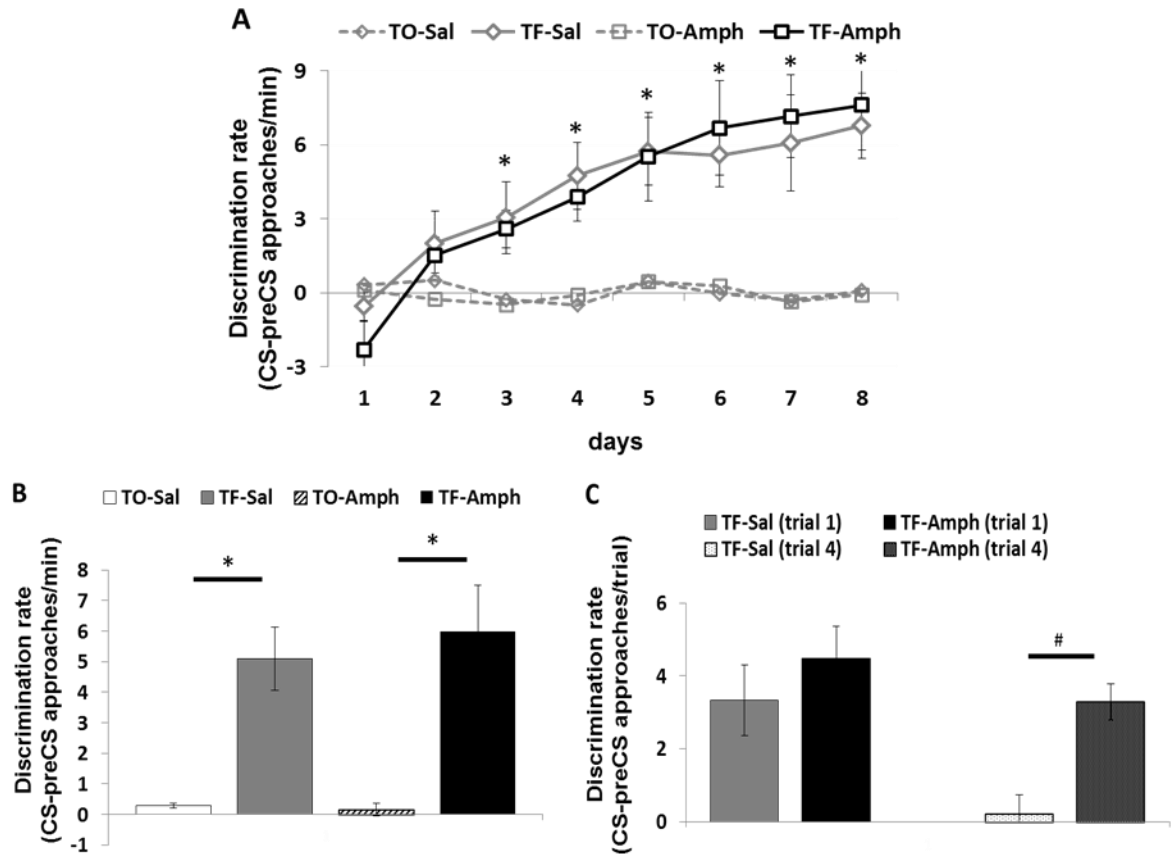 A
TO-Sal TF-Sal TO-Amph TF-Amph
Discrimination rate
(CS-preCS approaches/min)
9
6
3
0
-3
* * * * * *
1 2 3 4 5 6 7 8
days
B
TO-Sal TF-Sal TO-Amph TF-Amph
Discrimination rate
(CS-preCS approaches/min)
8
7
6
5
4
3
2
1
0
-1
* *
C
TF-Sal (trial 1) TF-Amph (trial 1)
TF-Sal (trial 4) TF-Amph (trial 4)
Discrimination rate
(CS-preCS approaches/trial)
6
4
2
0
#